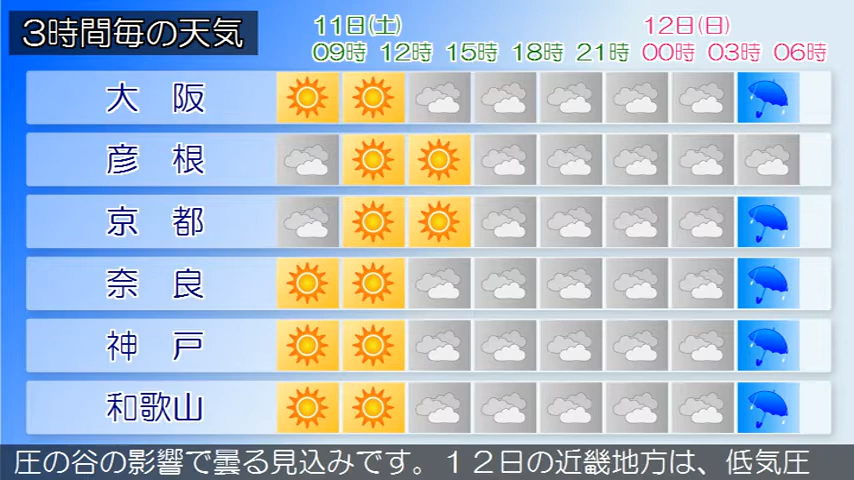 3時間毎の天気
11日(土) 12日(日)
09時 12時 15時 18時 21時 00時 03時 06時
大 阪
彦 根
京 都
奈 良
神 戸
和歌山
圧の谷の影響で曇る見込みです。１２日の近畿地方は、低気圧